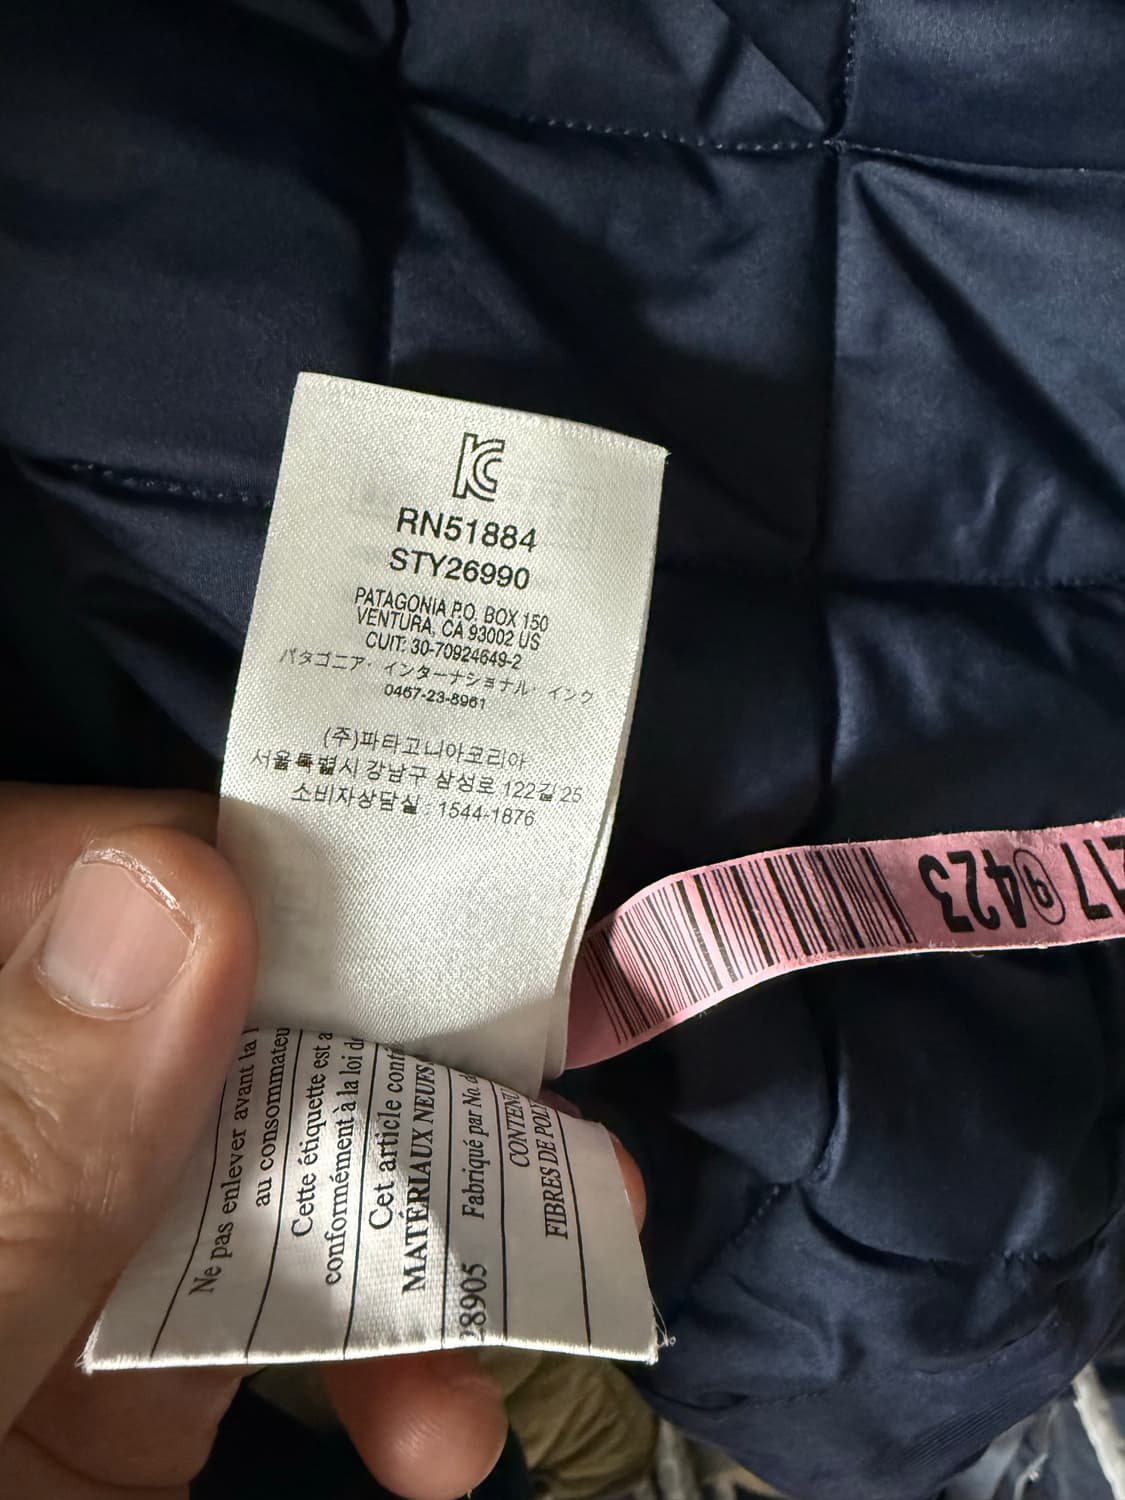 RN51884
STY26990
PATAGONIA P.O. BOX 150
VENTURA, CA 93002 US
CUIT: 30-70924649-2
パタゴニア・インターナショナル・インク
0467-23-8961
(주)파타고니아코리아
서울특별시 강남구 삼성로 122길 25
소비자상담실 : 1544-1876
423
Ne pas enlever avant la
au consommateu
Cette étiquette est a
conformément à la loi d
Cet article cont
MATÉRIAUX NEUFS
Fabriqué par No. d
28905
CONTENU
FIBRES DE POLY